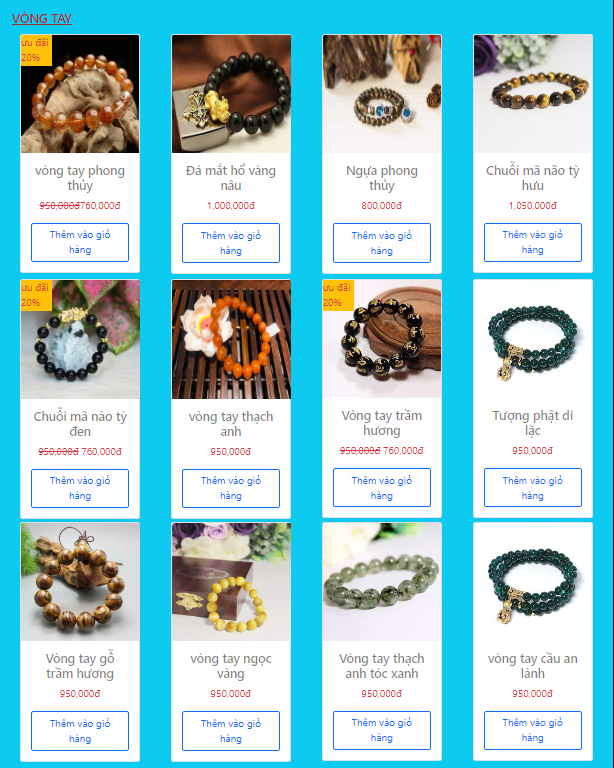 VÒNG TAY
ưu đãi
20%
vòng tay phong
thủy
950,000đ760,000đ
Thêm vào giỏ
hàng
Đá mắt hổ vàng
nâu
1,000,000đ
Thêm vào giỏ
hàng
Ngựa phong
thủy
800,000đ
Thêm vào giỏ
hàng
Chuỗi mã não tỳ
hưu
1,050,000đ
Thêm vào giỏ
hàng
Chuỗi mã nào tỳ
đen
950,000đ 760,000đ
Thêm vào giỏ
hàng
vòng tay thạch
anh
950,000đ
Thêm vào giỏ
hàng
ưu đãi
20%
Vòng tay trầm
hương
950,000đ 760,000đ
Thêm vào giỏ
hàng
Tượng phật di
lặc
950,000đ
Thêm vào giỏ
hàng
Vòng tay gỗ
trầm hương
950,000đ
Thêm vào giỏ
hàng
vòng tay ngọc
vàng
950,000đ
Thêm vào giỏ
hàng
Vòng tay thạch
anh tóc xanh
950,000đ
Thêm vào giỏ
hàng
vòng tay cầu an
lành
950,000đ
Thêm vào giỏ
hàng